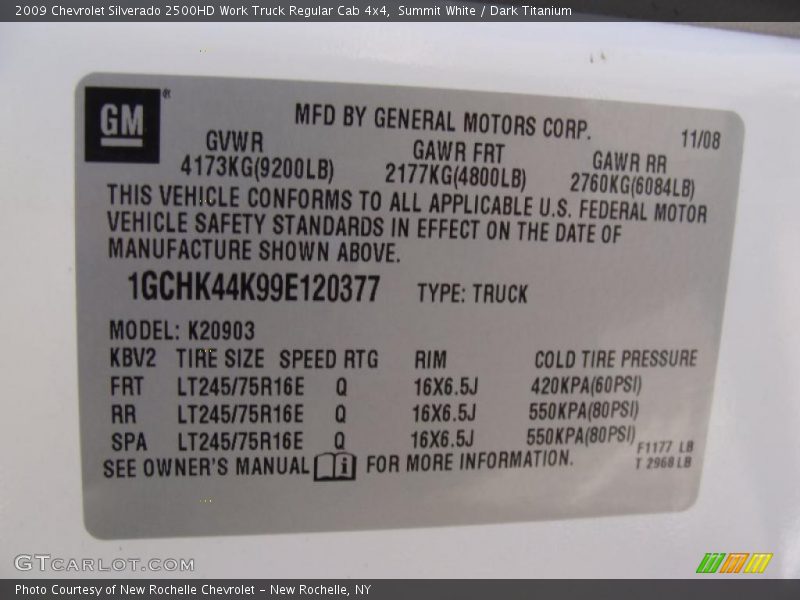 2009 Chevrolet Silverado 2500HD Work Truck Regular Cab 4x4, Summit White / Dark Titanium
GM®
MFD BY GENERAL MOTORS CORP.
11/08
GVWR GAWR FRT GAWR RR
4173KG(9200LB) 2177KG(4800LB) 2760KG(6084LB)
THIS VEHICLE CONFORMS TO ALL APPLICABLE U.S. FEDERAL MOTOR
VEHICLE SAFETY STANDARDS IN EFFECT ON THE DATE OF
MANUFACTURE SHOWN ABOVE.
1GCHK44K99E120377 TYPE: TRUCK
MODEL: K20903
KBV2 TIRE SIZE SPEED RTG RIM COLD TIRE PRESSURE
FRT LT245/75R16E Q 16X6.5J 420KPA(60PSI)
RR LT245/75R16E Q 16X6.5J 550KPA(80PSI)
SPA LT245/75R16E Q 16X6.5J 550KPA(80PSI)
SEE OWNER'S MANUAL i FOR MORE INFORMATION.
F1177 LB
T 2968 LB
GTCARLOT.COM
Photo Courtesy of New Rochelle Chevrolet - New Rochelle, NY